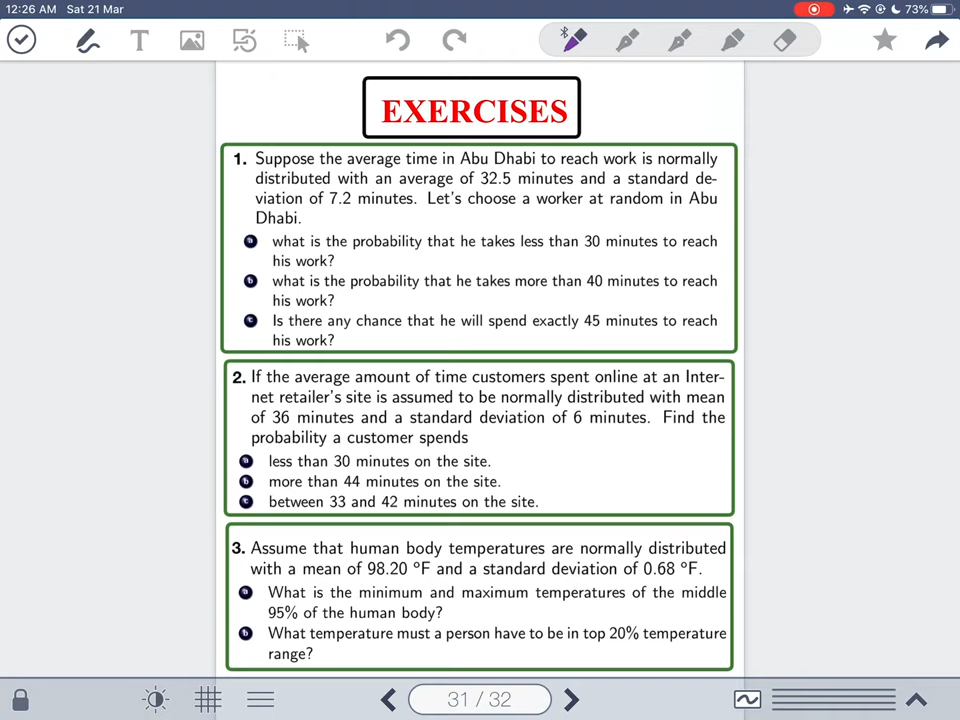 12:26 AM Sat 21 Mar 73%
T
EXERCISES
1. Suppose the average time in Abu Dhabi to reach work is normally
distributed with an average of 32.5 minutes and a standard de-
viation of 7.2 minutes. Let's choose a worker at random in Abu
Dhabi.
a what is the probability that he takes less than 30 minutes to reach
his work?
b what is the probability that he takes more than 40 minutes to reach
his work?
c Is there any chance that he will spend exactly 45 minutes to reach
his work?
2. If the average amount of time customers spent online at an Inter-
net retailer's site is assumed to be normally distributed with mean
of 36 minutes and a standard deviation of 6 minutes. Find the
probability a customer spends
a less than 30 minutes on the site.
b more than 44 minutes on the site.
c between 33 and 42 minutes on the site.
3. Assume that human body temperatures are normally distributed
with a mean of 98.20 °F and a standard deviation of 0.68 °F.
a What is the minimum and maximum temperatures of the middle
95% of the human body?
b What temperature must a person have to be in top 20% temperature
range?
31 / 32